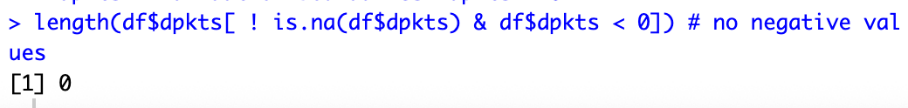 > length(df$dpkts[ ! is.na(df$dpkts) & df$dpkts < 0]) # no negative val
ues
[1] 0